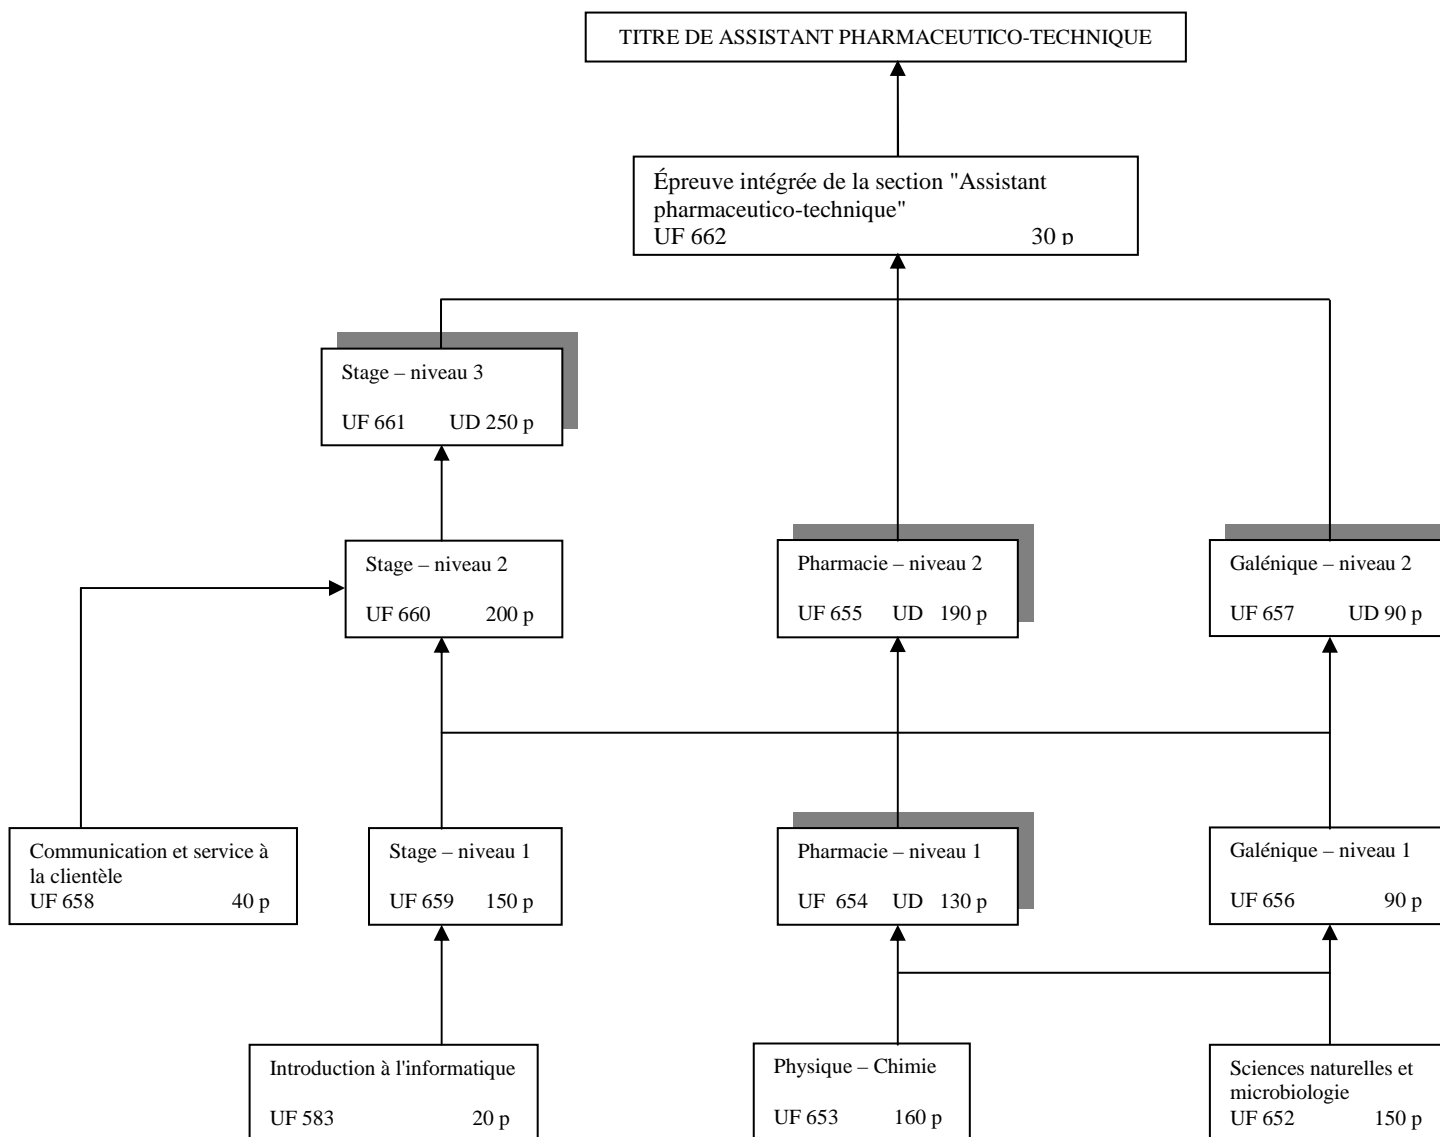 TITRE DE ASSISTANT PHARMACEUTICO-TECHNIQUE
Épreuve intégrée de la section "Assistant
pharmaceutico-technique"
UF 662 30 p
Stage – niveau 3
UF 661 UD 250 p
Stage – niveau 2
UF 660 200 p
Pharmacie – niveau 2
UF 655 UD 190 p
Galénique – niveau 2
UF 657 UD 90 p
Communication et service à
la clientèle
UF 658 40 p
Stage – niveau 1
UF 659 150 p
Pharmacie – niveau 1
UF 654 UD 130 p
Galénique – niveau 1
UF 656 90 p
Introduction à l'informatique
UF 583 20 p
Physique – Chimie
UF 653 160 p
Sciences naturelles et
microbiologie
UF 652 150 p